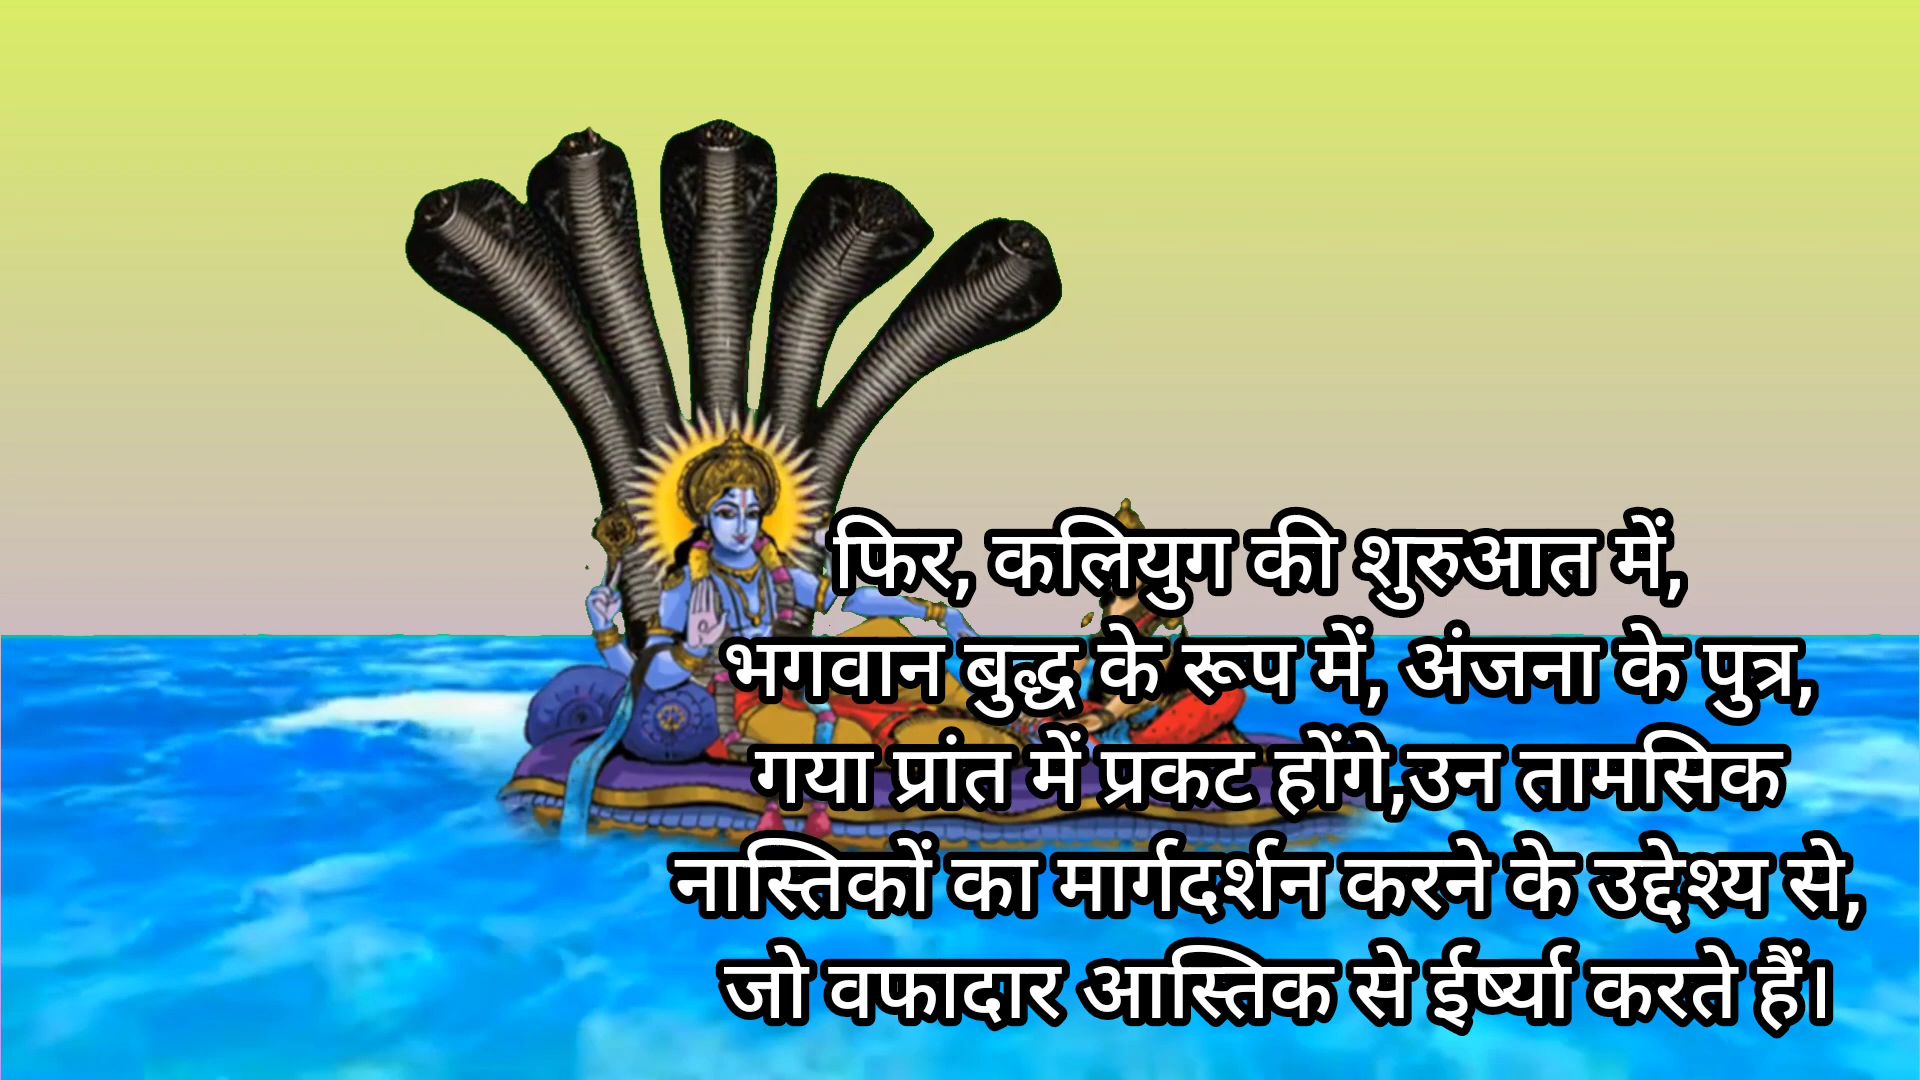 फिर, कलियुग की शुरुआत में,
भगवान बुद्ध के रूप में, अंजना के पुत्र,
गया प्रांत में प्रकट होंगे,उन तामसिक
नास्तिकों का मार्गदर्शन करने के उद्देश्य से,
जो वफादार आस्तिक से ईर्ष्या करते हैं।